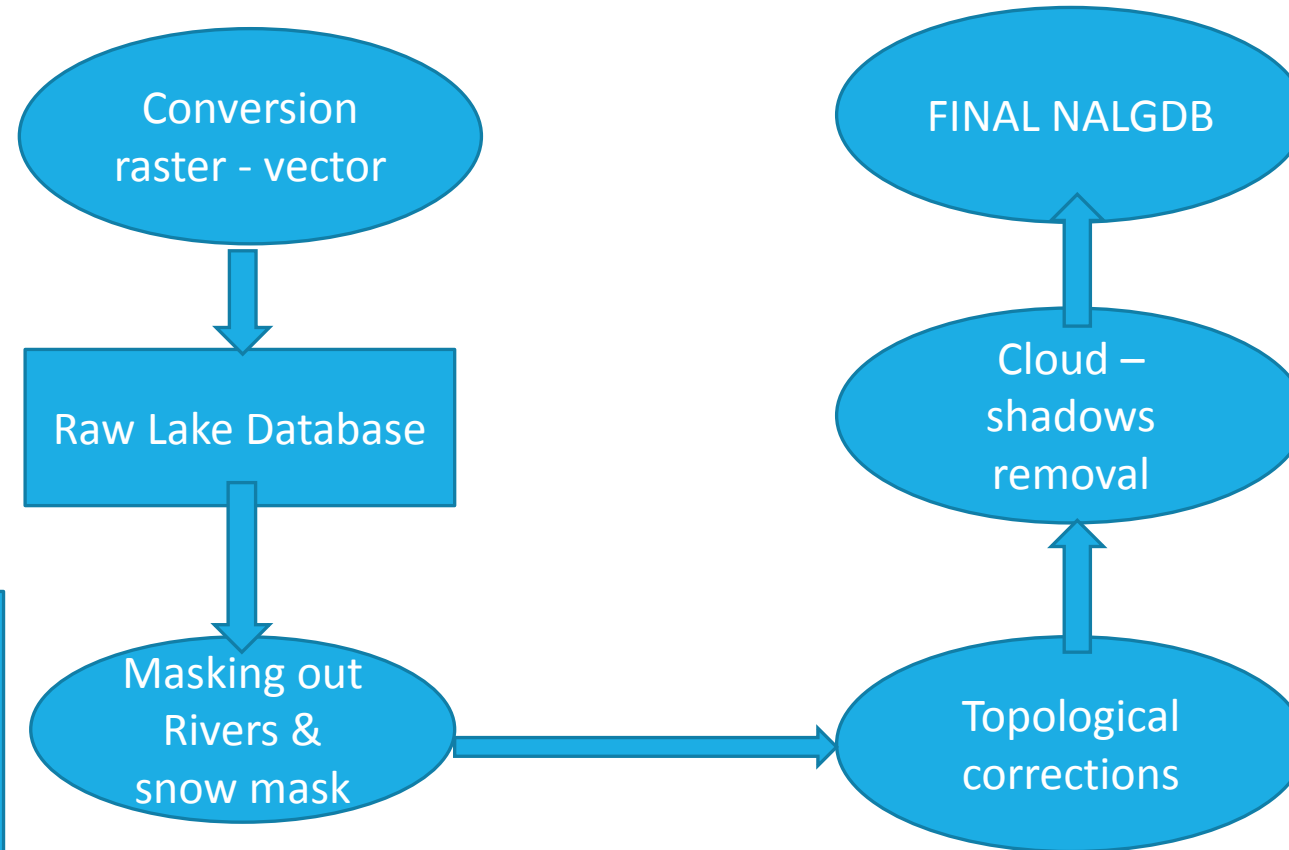 Conversion
raster - vector
Raw Lake Database
Masking out
Rivers &
snow mask
Topological
corrections
Cloud –
shadows
removal
FINAL NALGDB